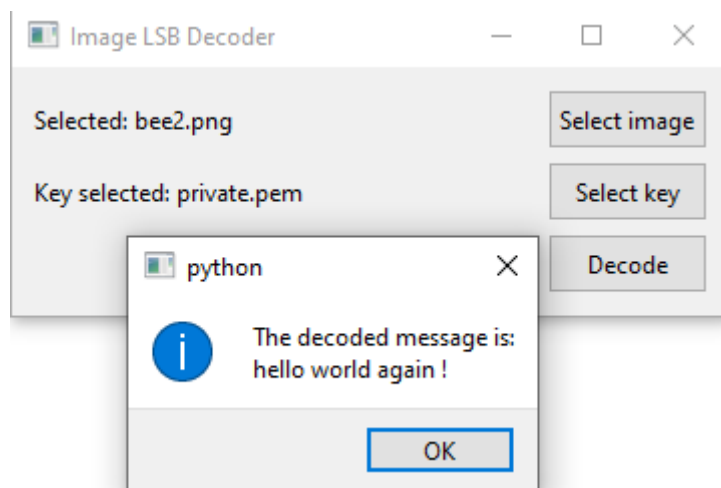 Image LSB Decoder
Selected: bee2.png
Select image
Key selected: private.pem
Select key
Decode
python
The decoded message is:
hello world again !
OK